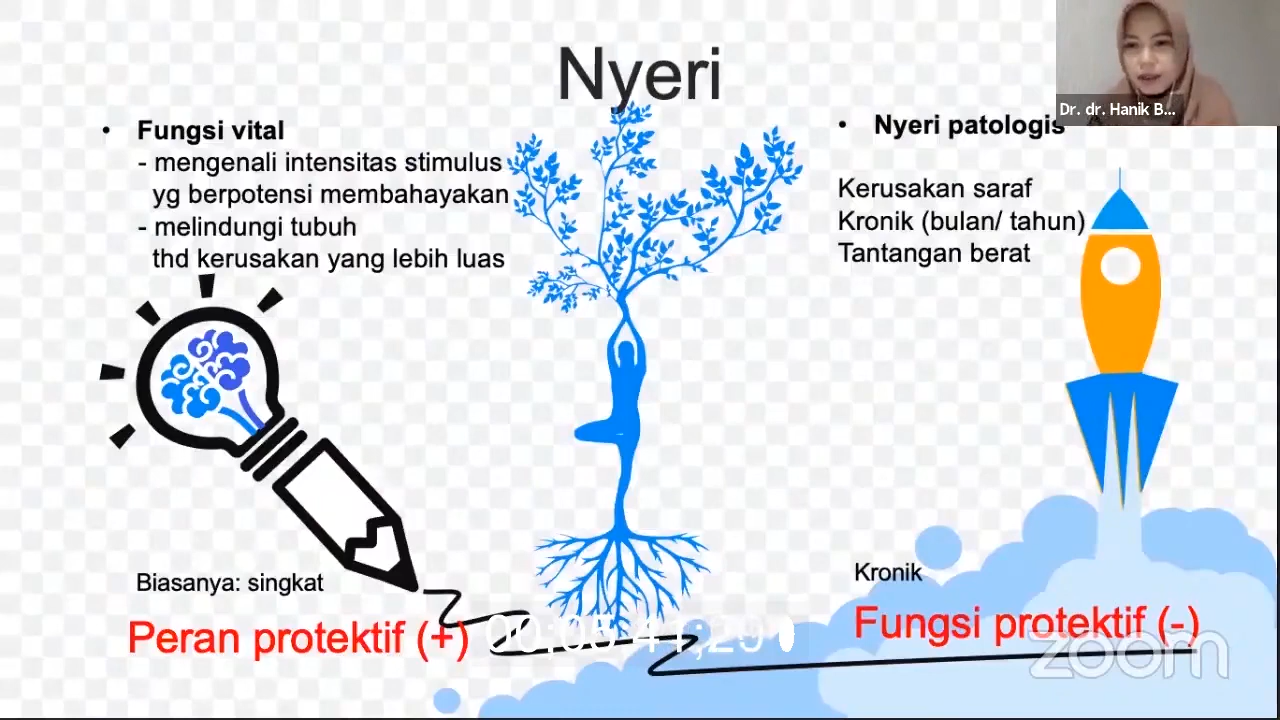 Nyeri
• Fungsi vital
- mengenali intensitas stimulus
yg berpotensi membahayakan
- melindungi tubuh
thd kerusakan yang lebih luas
Biasanya: singkat
Peran protektif (+)
• Nyeri patologis
Kerusakan saraf
Kronik (bulan/ tahun)
Tantangan berat
Kronik
Fungsi protektif (-)
Dr. dr. Hanik B...
zoom